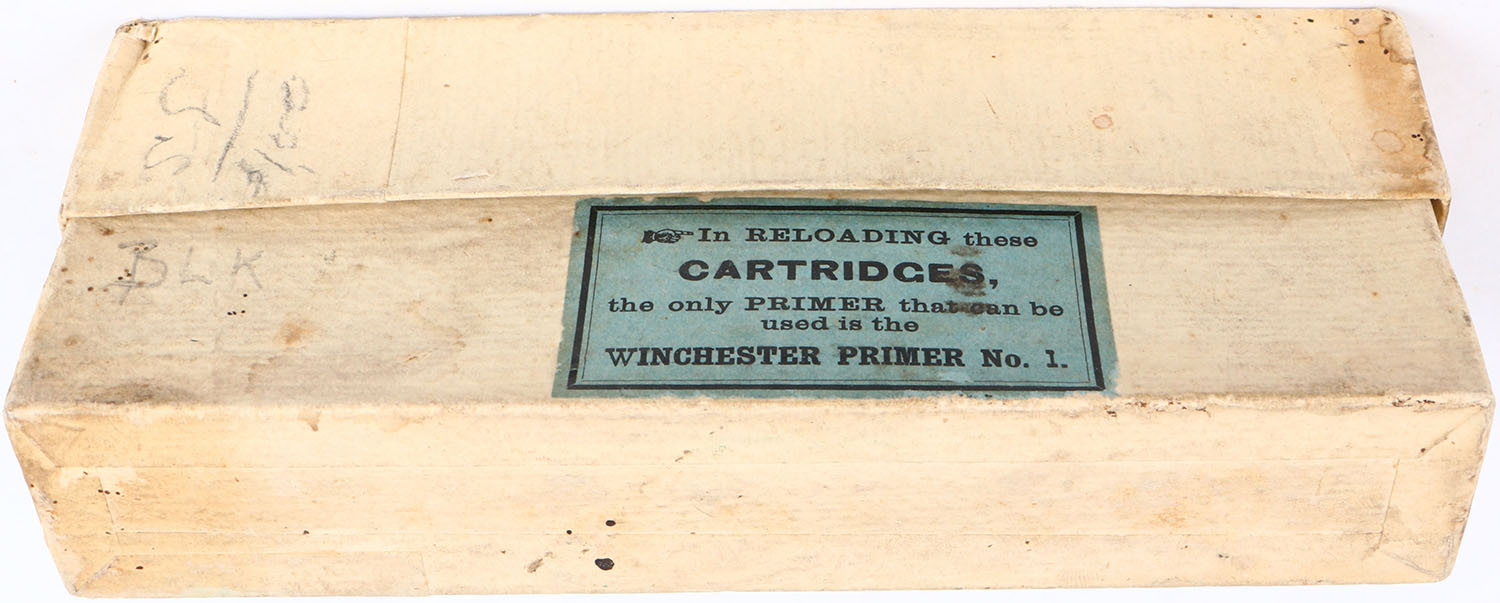 BLK
☞In RELOADING these
CARTRIDGES,
the only PRIMER that can be
used is the
WINCHESTER PRIMER No. 1.